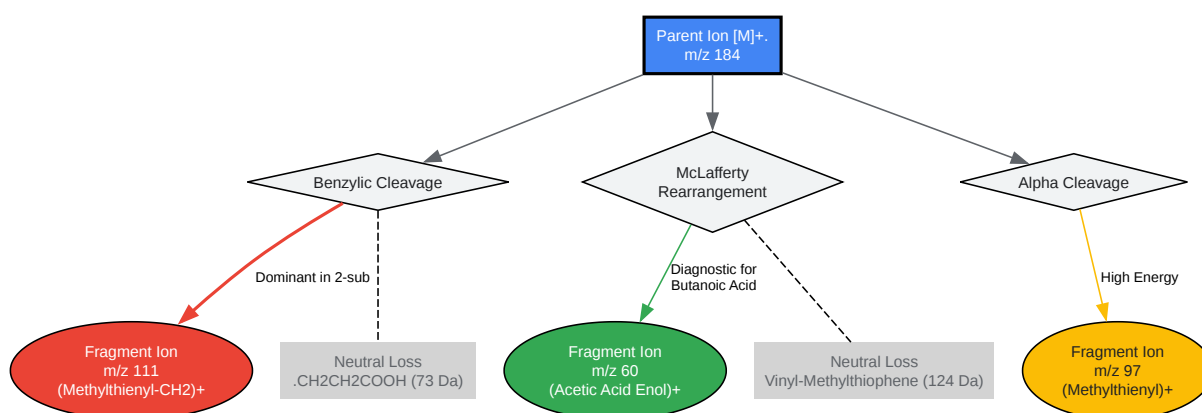 Parent Ion [M]+.
m/z 184
Benzylic Cleavage
McLafferty
Rearrangement
Alpha Cleavage
Dominant in 2-sub
Diagnostic for
Butanoic Acid
High Energy
Fragment Ion
m/z 111
(Methylthienyl-CH2)+
Neutral Loss
.CH2CH2COOH (73 Da)
Fragment Ion
m/z 60
(Acetic Acid Enol)+
Neutral Loss
Vinyl-Methylthiophene (124 Da)
Fragment Ion
m/z 97
(Methylthienyl)+